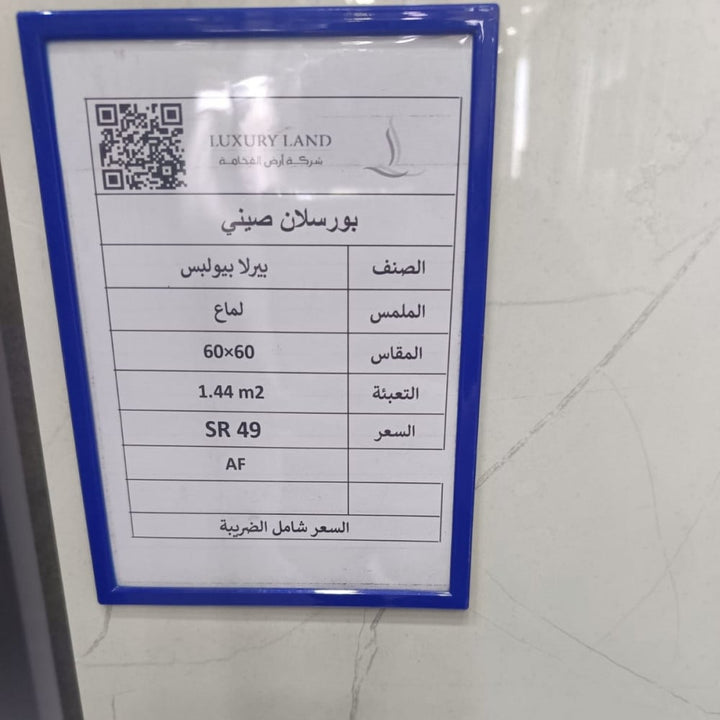 LUXURY LAND
شركة أرض الفخامة
بورسلان صيني
الصنف بيرلا بيولبس
الملمس لماع
المقاس 60×60
التعبئة 1.44 m2
السعر SR 49
AF
السعر شامل الضريبة